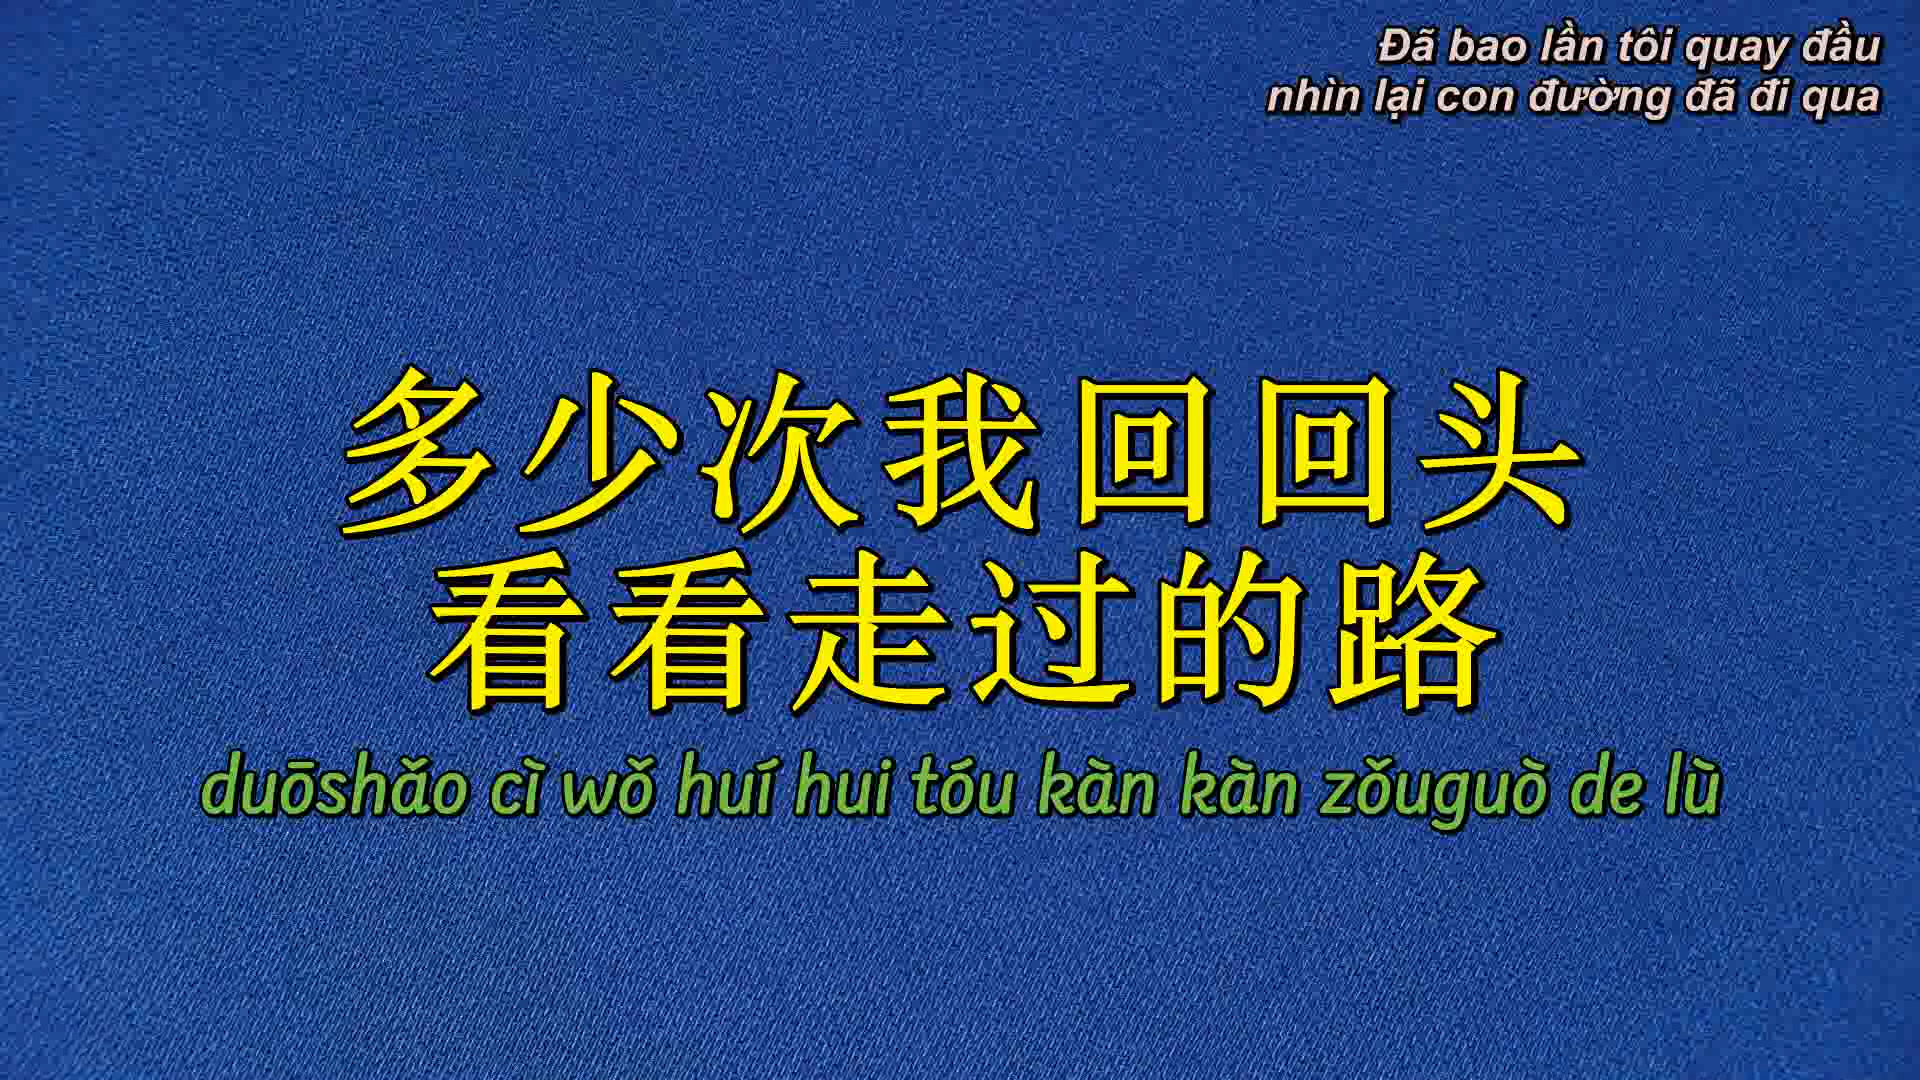 Đã bao lần tôi quay đầu
nhìn lại con đường đã đi qua
多少次我回回头
看看走过的路
duōshǎo cì wǒ huí hui tóu kàn kàn zǒuguò de lù